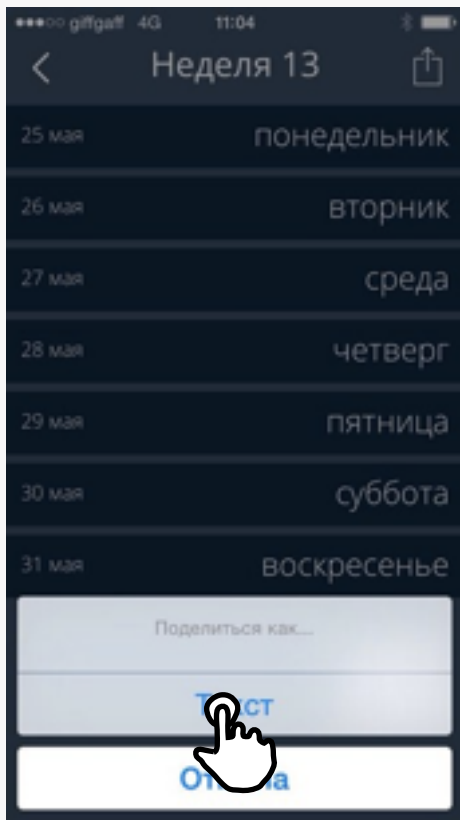 giffgaff 4G 11:04
Неделя 13
25 мая понедельник
26 мая вторник
27 мая среда
28 мая четверг
29 мая пятница
30 мая суббота
31 мая воскресенье
Поделиться как...